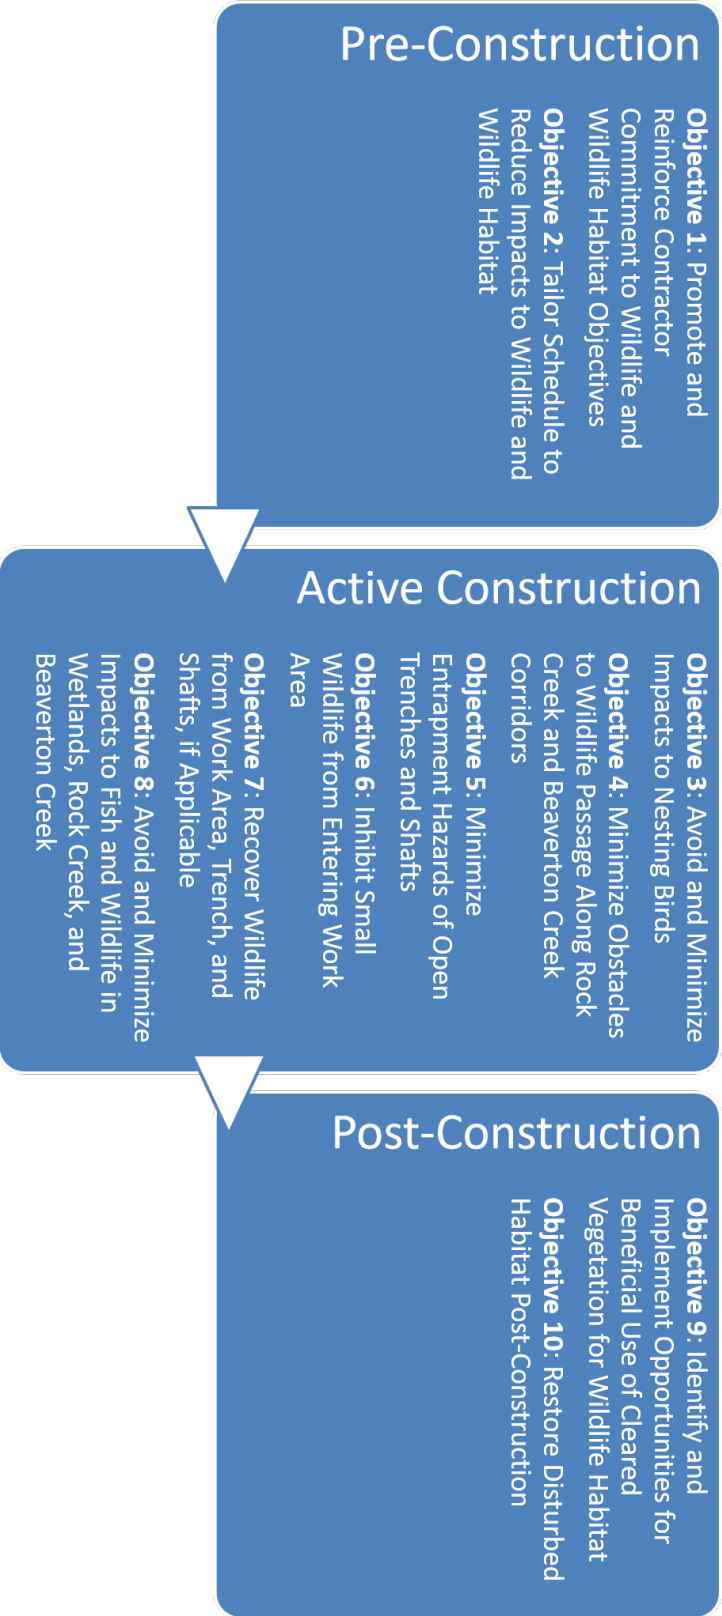 Pre-Construction
Objective 1: Promote and
Reinforce Contractor
Commitment to Wildlife and
Wildlife Habitat Objectives
Objective 2: Tailor Schedule to
Reduce Impacts to Wildlife and
Wildlife Habitat
Active Construction
Objective 3: Avoid and Minimize
Impacts to Nesting Birds
Objective 4: Minimize Obstacles
to Wildlife Passage Along Rock
Creek and Beaverton Creek
Corridors
Objective 5: Minimize
Entrapment Hazards of Open
Trenches and Shafts
Objective 6: Inhibit Small
Wildlife from Entering Work
Area
Objective 7: Recover Wildlife
from Work Area, Trench, and
Shafts, if Applicable
Objective 8: Avoid and Minimize
Impacts to Fish and Wildlife in
Wetlands, Rock Creek, and
Beaverton Creek
Post-Construction
Objective 9: Identify and
Implement Opportunities for
Beneficial Use of Cleared
Vegetation for Wildlife Habitat
Objective 10: Restore Disturbed
Habitat Post-Construction